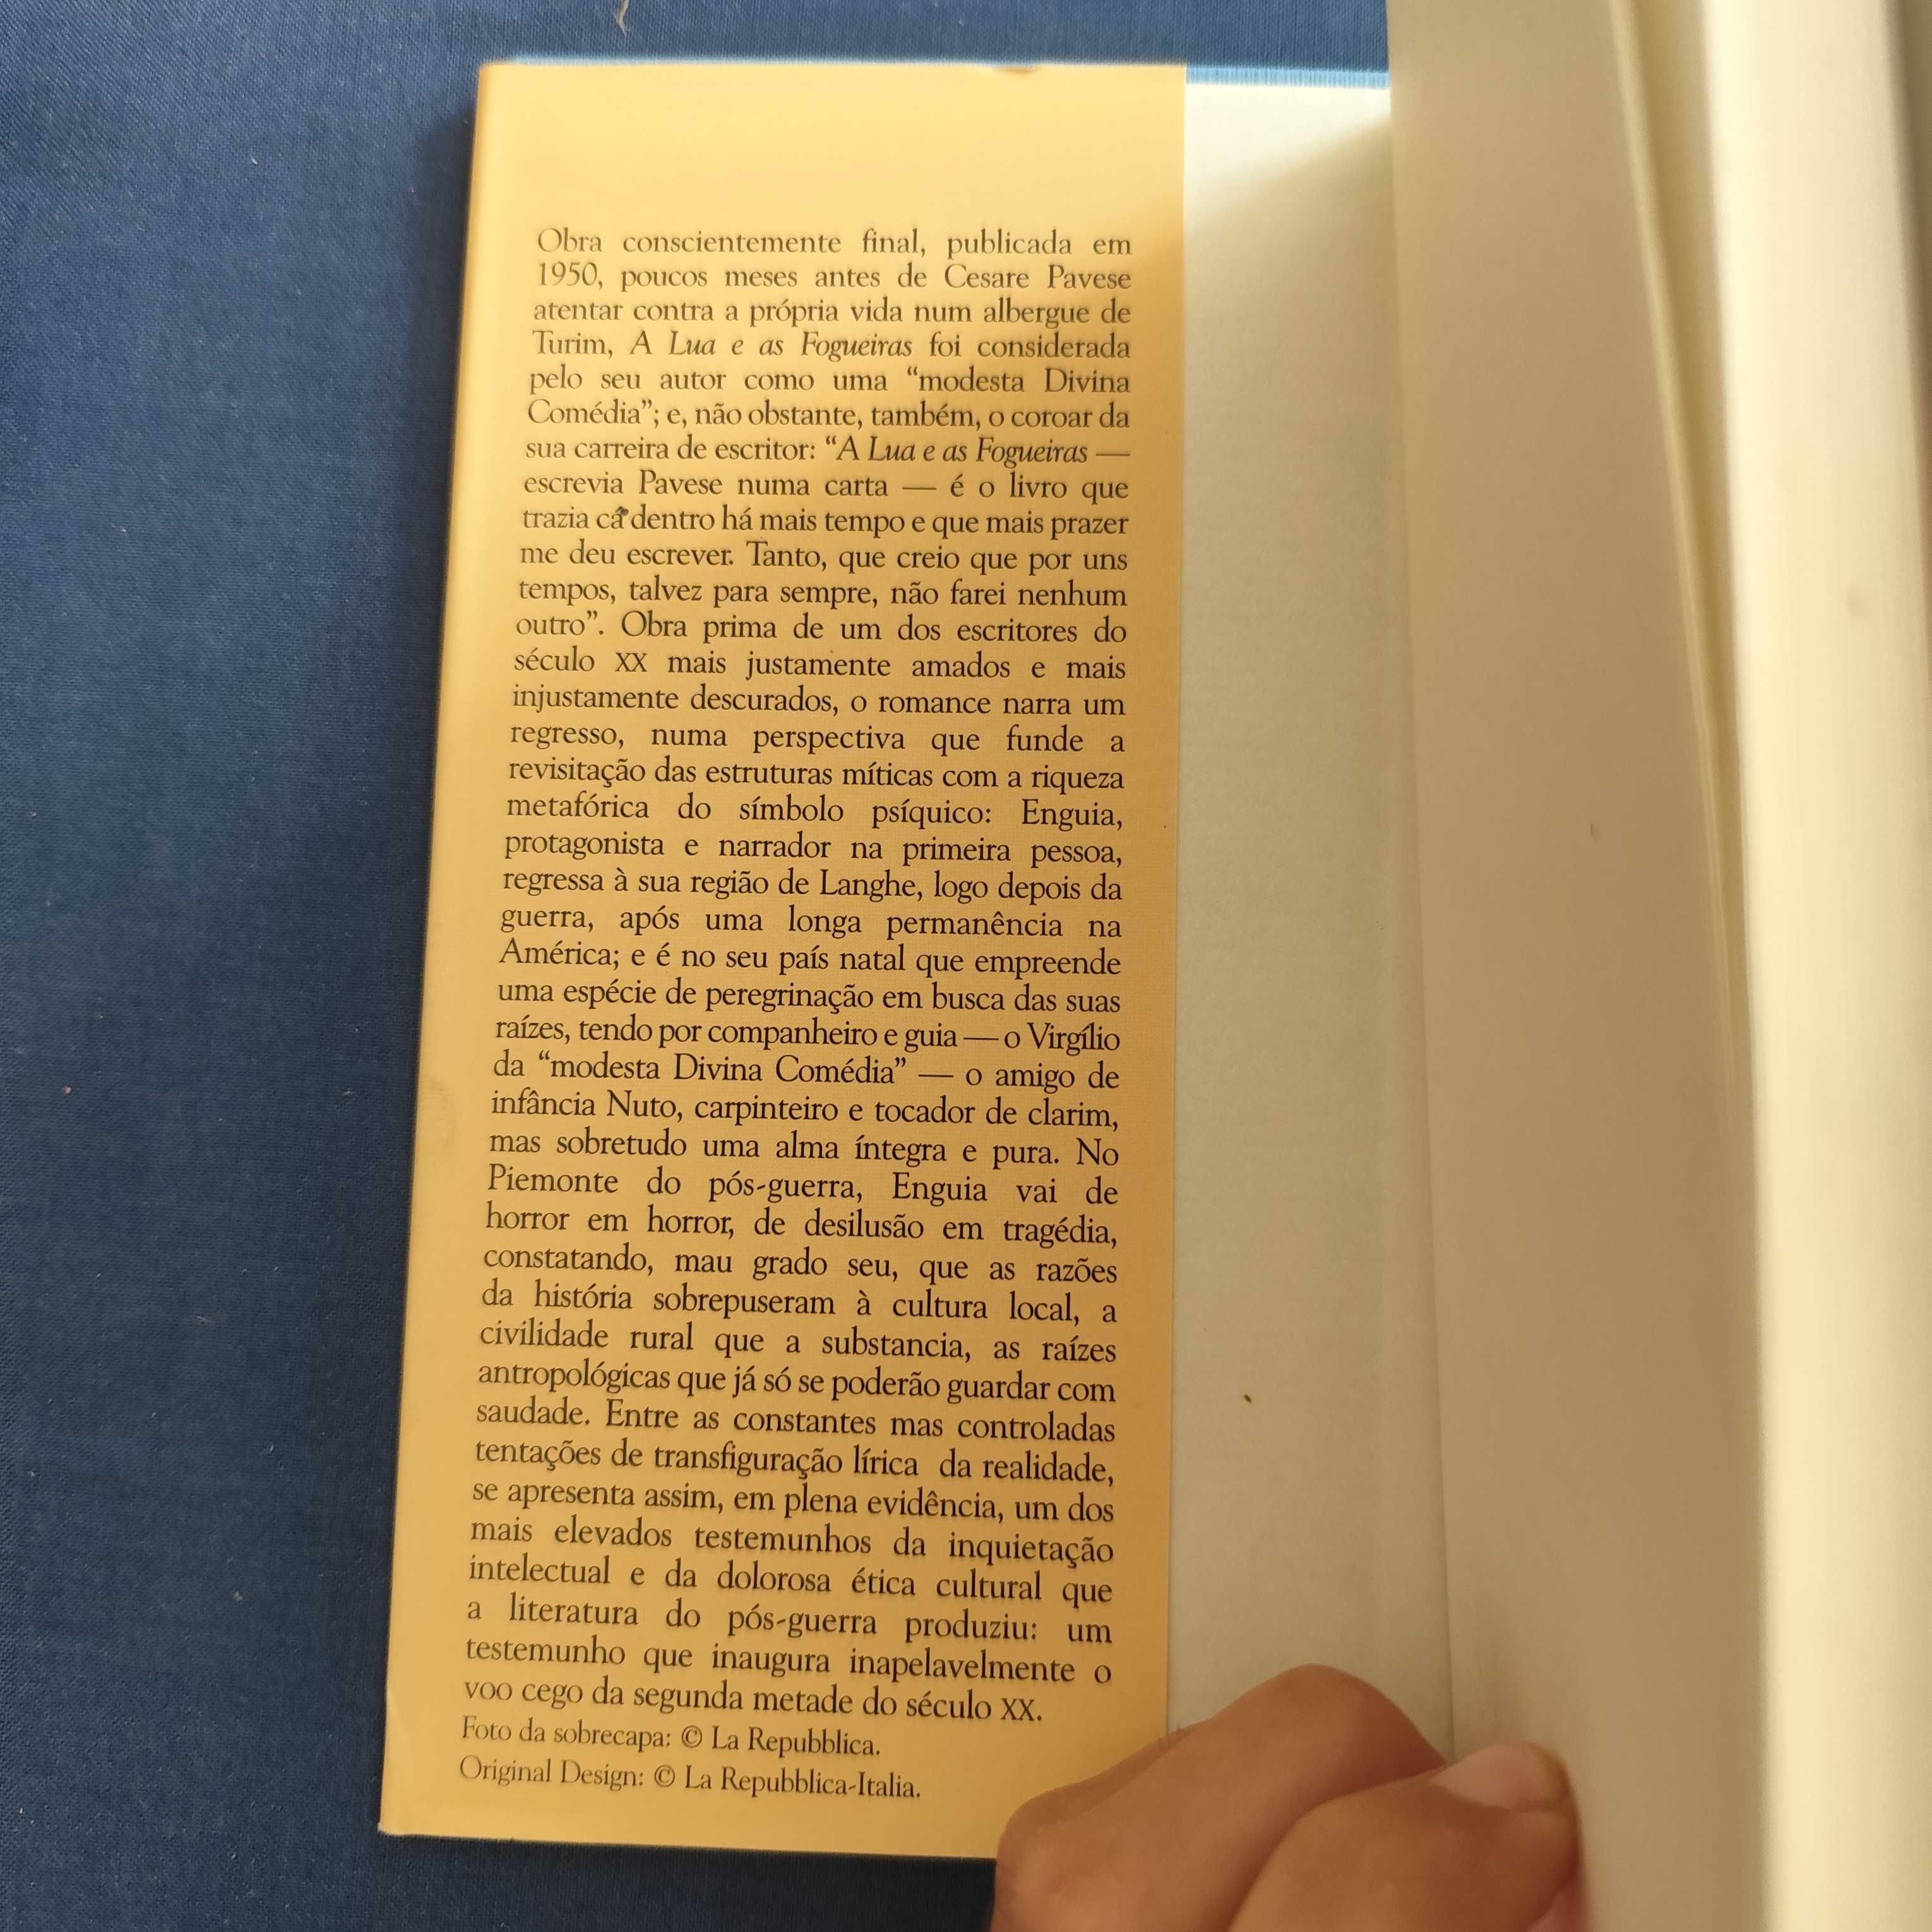 Obra conscientemente final, publicada em
1950, poucos meses antes de Cesare Pavese
atentar contra a própria vida num albergue de
Turim, A Lua e as Fogueiras foi considerada
pelo seu autor como uma “modesta Divina
Comédia”; e, não obstante, também, o coroar da
sua carreira de escritor: “A Lua e as Fogueiras —
escrevia Pavese numa carta — é o livro que
trazia cá dentro há mais tempo e que mais prazer
me deu escrever. Tanto, que creio que por uns
tempos, talvez para sempre, não farei nenhum
outro”. Obra prima de um dos escritores do
século XX mais justamente amados e mais
injustamente descurados, o romance narra um
regresso, numa perspectiva que funde a
revisitação das estruturas míticas com a riqueza
metafórica do símbolo psíquico: Enguia,
protagonista e narrador na primeira pessoa,
regressa à sua região de Langhe, logo depois da
guerra, após uma longa permanência na
América; e é no seu país natal que empreende
uma espécie de peregrinação em busca das suas
raízes, tendo por companheiro e guia — o Virgílio
da “modesta Divina Comédia” — o amigo de
infância Nuto, carpinteiro e tocador de clarim,
mas sobretudo uma alma íntegra e pura. No
Piemonte do pós-guerra, Enguia vai de
horror em horror, de desilusão em tragédia,
constatando, mau grado seu, que as razões
da história sobrepuseram à cultura local, a
civilidade rural que a substancia, as raízes
antropológicas que já só se poderão guardar com
saudade. Entre as constantes mas controladas
tentações de transfiguração lírica da realidade,
se apresenta assim, em plena evidência, um dos
mais elevados testemunhos da inquietação
intelectual e da dolorosa ética cultural que
a literatura do pós-guerra produziu: um
testemunho que inaugura inapelavelmente o
voo cego da segunda metade do século XX.
Foto da sobrecapa: © La Repubblica.
Original Design: © La Repubblica-Italia.